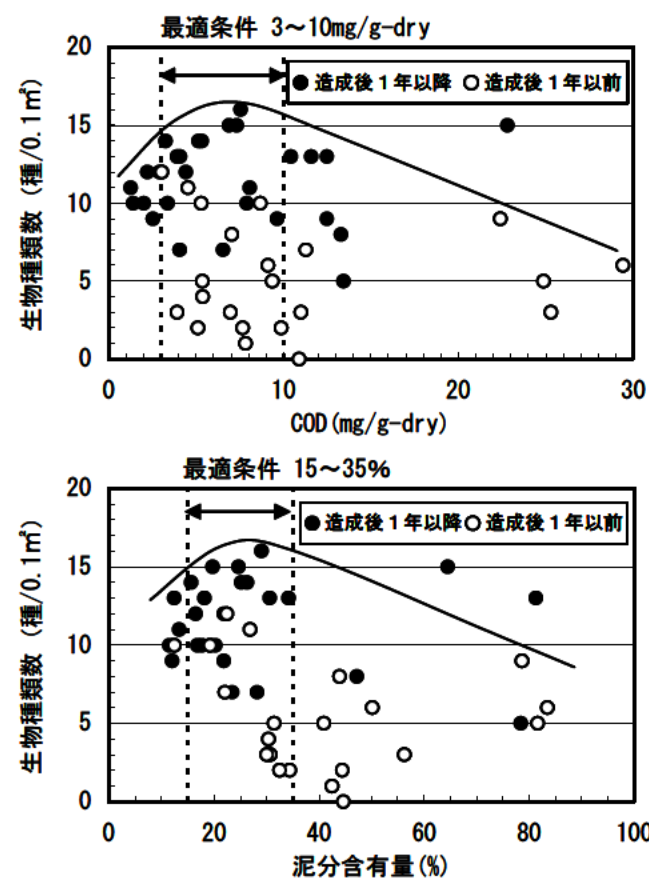 最適条件 3～10mg/g-dry
20
15
10
5
0
生物種類数 (種/0.1㎡)
●造成後１年以降 ○造成後１年以前
0 10 20 30
COD(mg/g-dry)
最適条件 15～35%
20
15
10
5
0
生物種類数 (種/0.1㎡)
●造成後１年以降 ○造成後１年以前
0 20 40 60 80 100
泥分含有量(%)